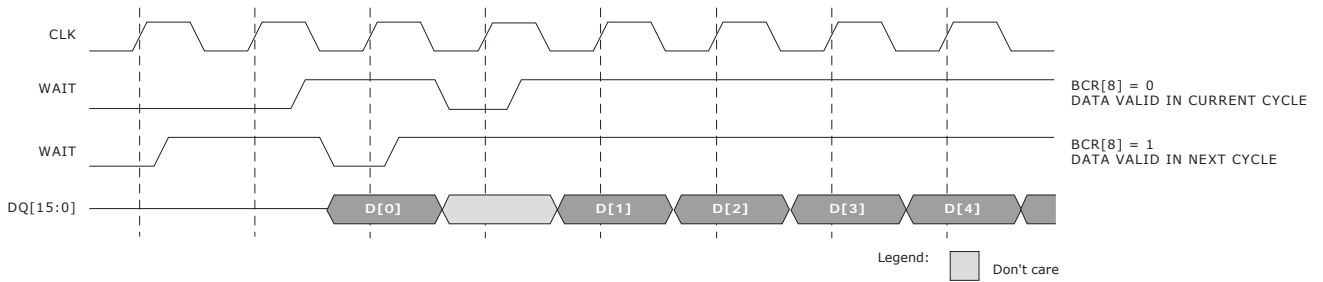 CLK
WAIT
BCR[8] = 0
DATA VALID IN CURRENT CYCLE
WAIT
BCR[8] = 1
DATA VALID IN NEXT CYCLE
DQ[15:0]
D[0]
D[1]
D[2]
D[3]
D[4]
Legend:
Don't care